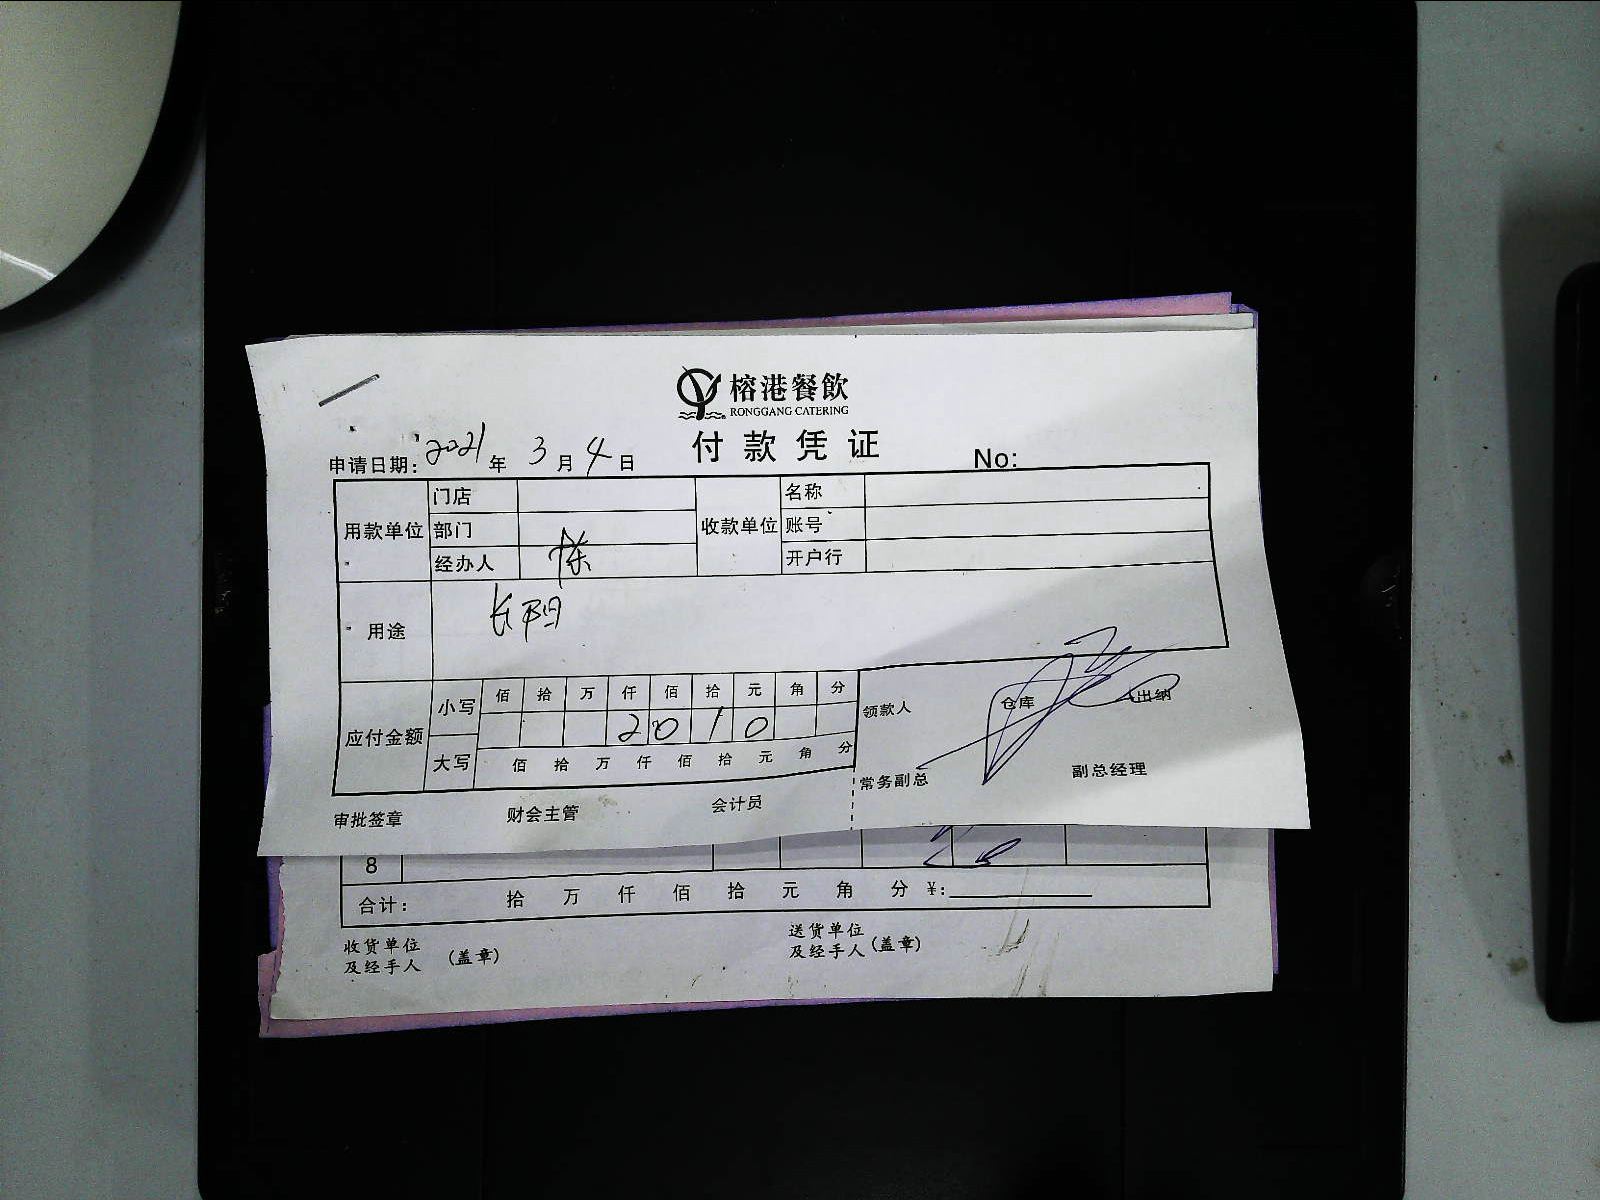 榕港餐飲
RONGGANG CATERING
付款凭证
申请日期：2021年3月4日 No:
用款单位 门店 收款单位 名称
部门 账号
经办人 陈 开户行
用途 长阳
应付金额 小写 佰 拾 万 仟 佰 拾 元 角 分
2 0 1 0
大写 佰 拾 万 仟 佰 拾 元 角 分
领款人 仓库 出纳
常务副总 副总经理
审批签章 财会主管 会计员
8
合计： 拾 万 仟 佰 拾 元 角 分 ¥:
收货单位及经手人 (盖章) 送货单位及经手人 (盖章)